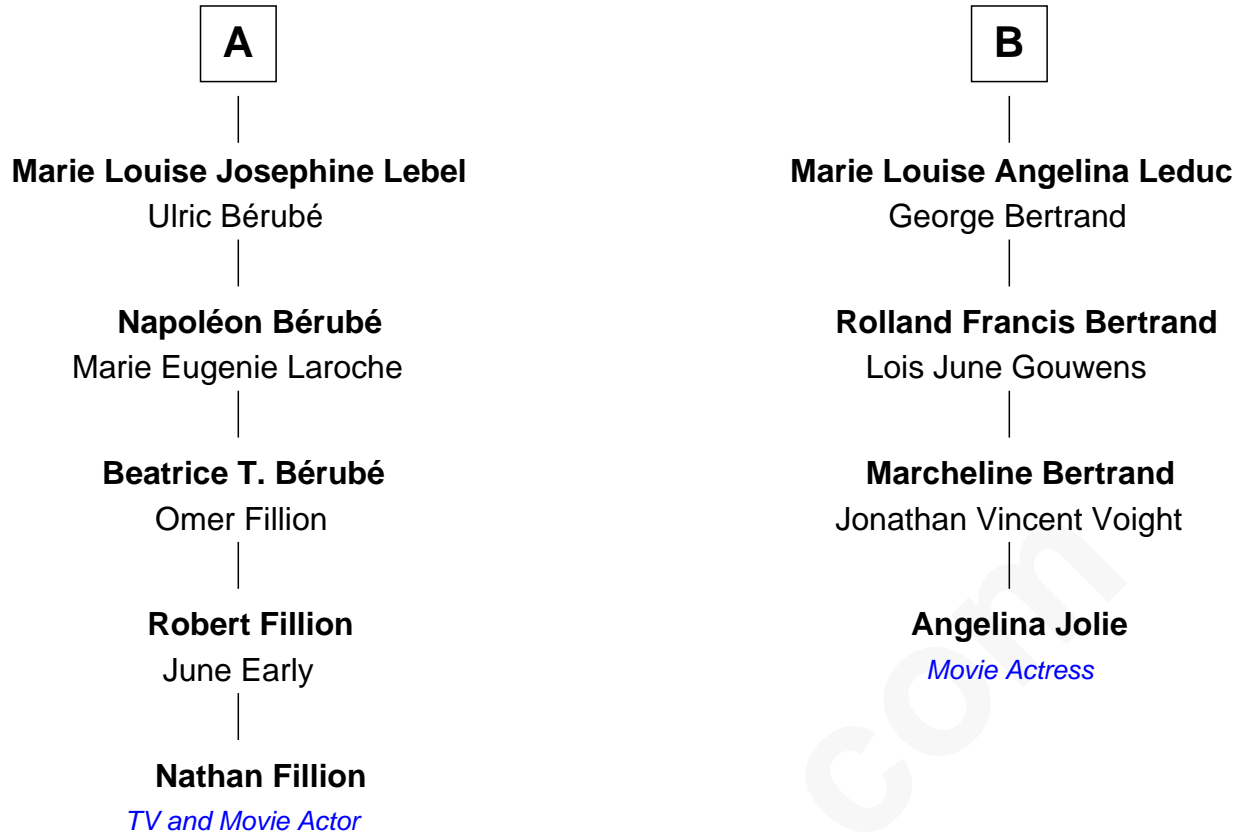 A
Marie Louise Josephine Lebel
Ulric Bérubé
Napoléon Bérubé
Marie Eugenie Laroche
Beatrice T. Bérubé
Omer Fillion
Robert Fillion
June Early
Nathan Fillion
TV and Movie Actor
B
Marie Louise Angelina Leduc
George Bertrand
Rolland Francis Bertrand
Lois June Gouwens
Marcheline Bertrand
Jonathan Vincent Voight
Angelina Jolie
Movie Actress
com